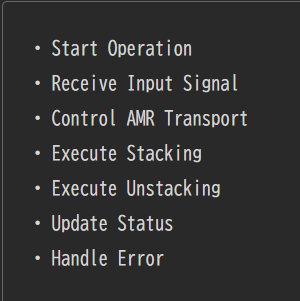 • Start Operation
• Receive Input Signal
• Control AMR Transport
• Execute Stacking
• Execute Unstacking
• Update Status
• Handle Error